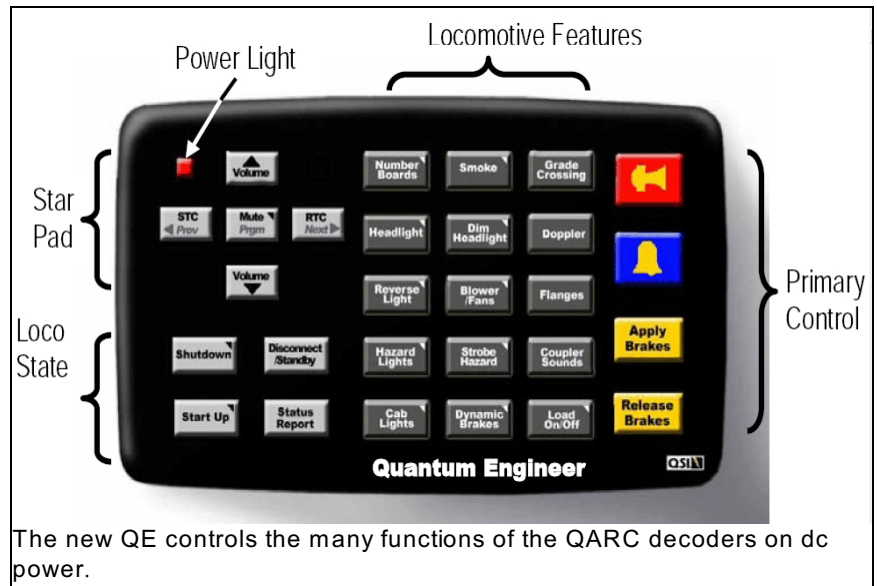 Locomotive Features
Power Light
Star
Pad
Loco
State
Primary
Control
Volume
STC
Prev
Mute
Prgm
RTC
Next
Volume
Shutdown
Disconnect
/Standby
Start Up
Status
Report
Number
Boards
Smoke
Grade
Crossing
Headlight
Dim
Headlight
Doppler
Reverse
Light
Blower
/Fans
Flanges
Hazard
Lights
Strobe
Hazard
Coupler
Sounds
Cab
Lights
Dynamic
Brakes
Load
On/Off
Apply
Brakes
Release
Brakes
Quantum Engineer
QSI
The new QE controls the many functions of the QARC decoders on dc
power.